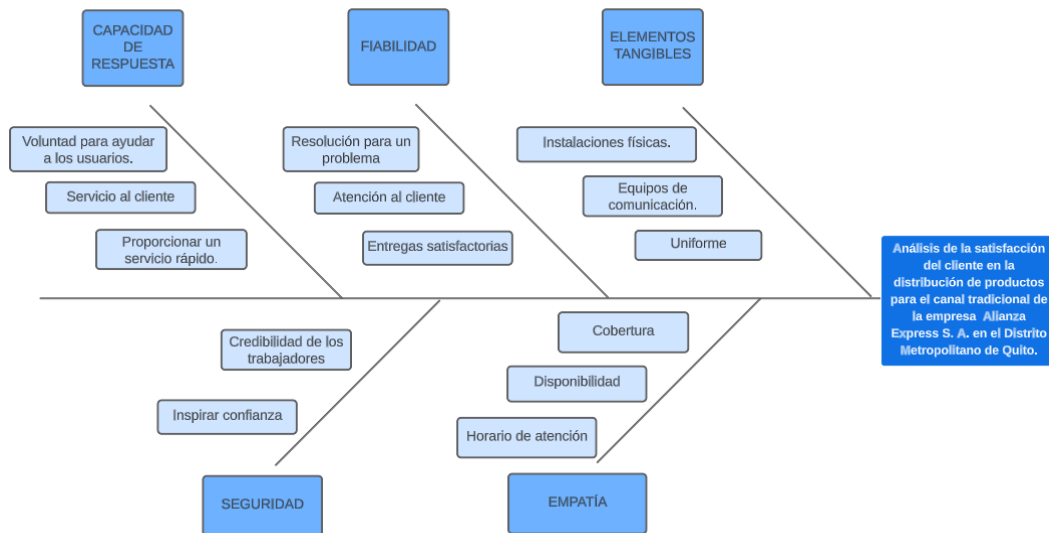 CAPACIDAD
DE
RESPUESTA
FIABILIDAD
ELEMENTOS
TANGIBLES
Voluntad para ayudar
a los usuarios.
Servicio al cliente
Proporcionar un
servicio rápido.
Resolución para un
problema
Atención al cliente
Entregas satisfactorias
Instalaciones físicas.
Equipos de
comunicación.
Uniforme
Análisis de la satisfacción
del cliente en la
distribución de productos
para el canal tradicional de
la empresa Alianza
Express S. A. en el Distrito
Metropolitano de Quito.
Credibilidad de los
trabajadores
Inspirar confianza
Cobertura
Disponibilidad
Horario de atención
SEGURIDAD
EMPATÍA